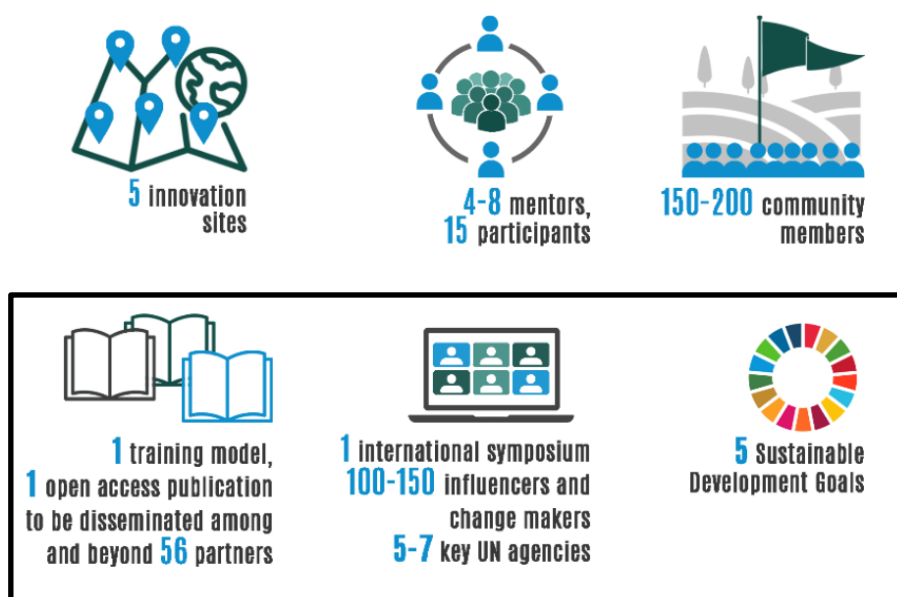 5 innovation
sites
4-8 mentors,
15 participants
150-200 community
members
1 training model,
1 open access publication
to be disseminated among
and beyond 56 partners
1 international symposium
100-150 influencers and
change makers
5-7 key UN agencies
5 Sustainable
Development Goals